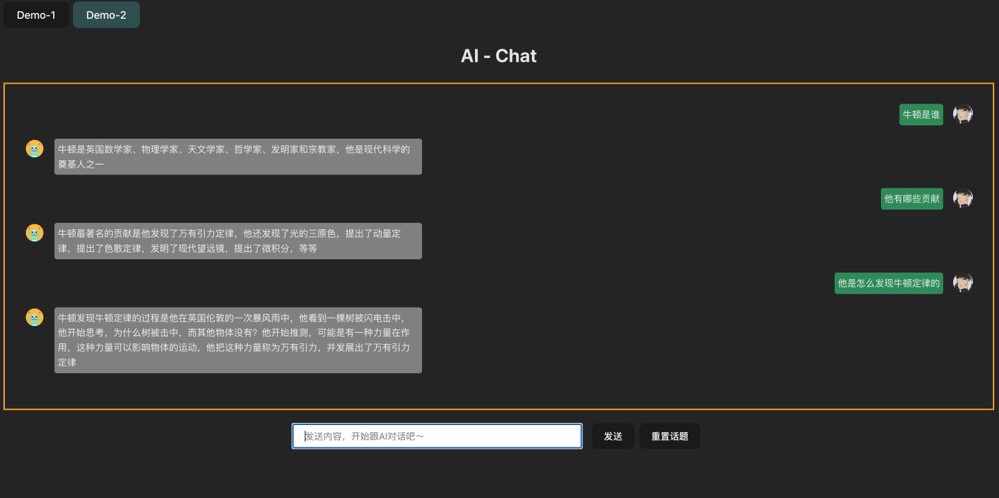 Demo-1
Demo-2
AI - Chat
牛顿是谁
牛顿是英国数学家、物理学家、天文学家、哲学家、发明家和宗教家，他是现代科学的
奠基人之一
他有哪些贡献
牛顿最著名的贡献是他发现了万有引力定律，他还发现了光的三原色，提出了动量定
律，提出了色散定律，发明了现代望远镜，提出了微积分，等等
他是怎么发现牛顿定律的
牛顿发现牛顿定律的过程是他在英国伦敦的一次暴风雨中，他看到一棵树被闪电击中，
他开始思考，为什么树被击中，而其他物体没有？他开始推测，可能是有一种力量在作
用，这种力量可以影响物体的运动，他把这种力量称为万有引力，并发展出了万有引力
定律
发送内容，开始跟AI对话吧～
发送
重置话题